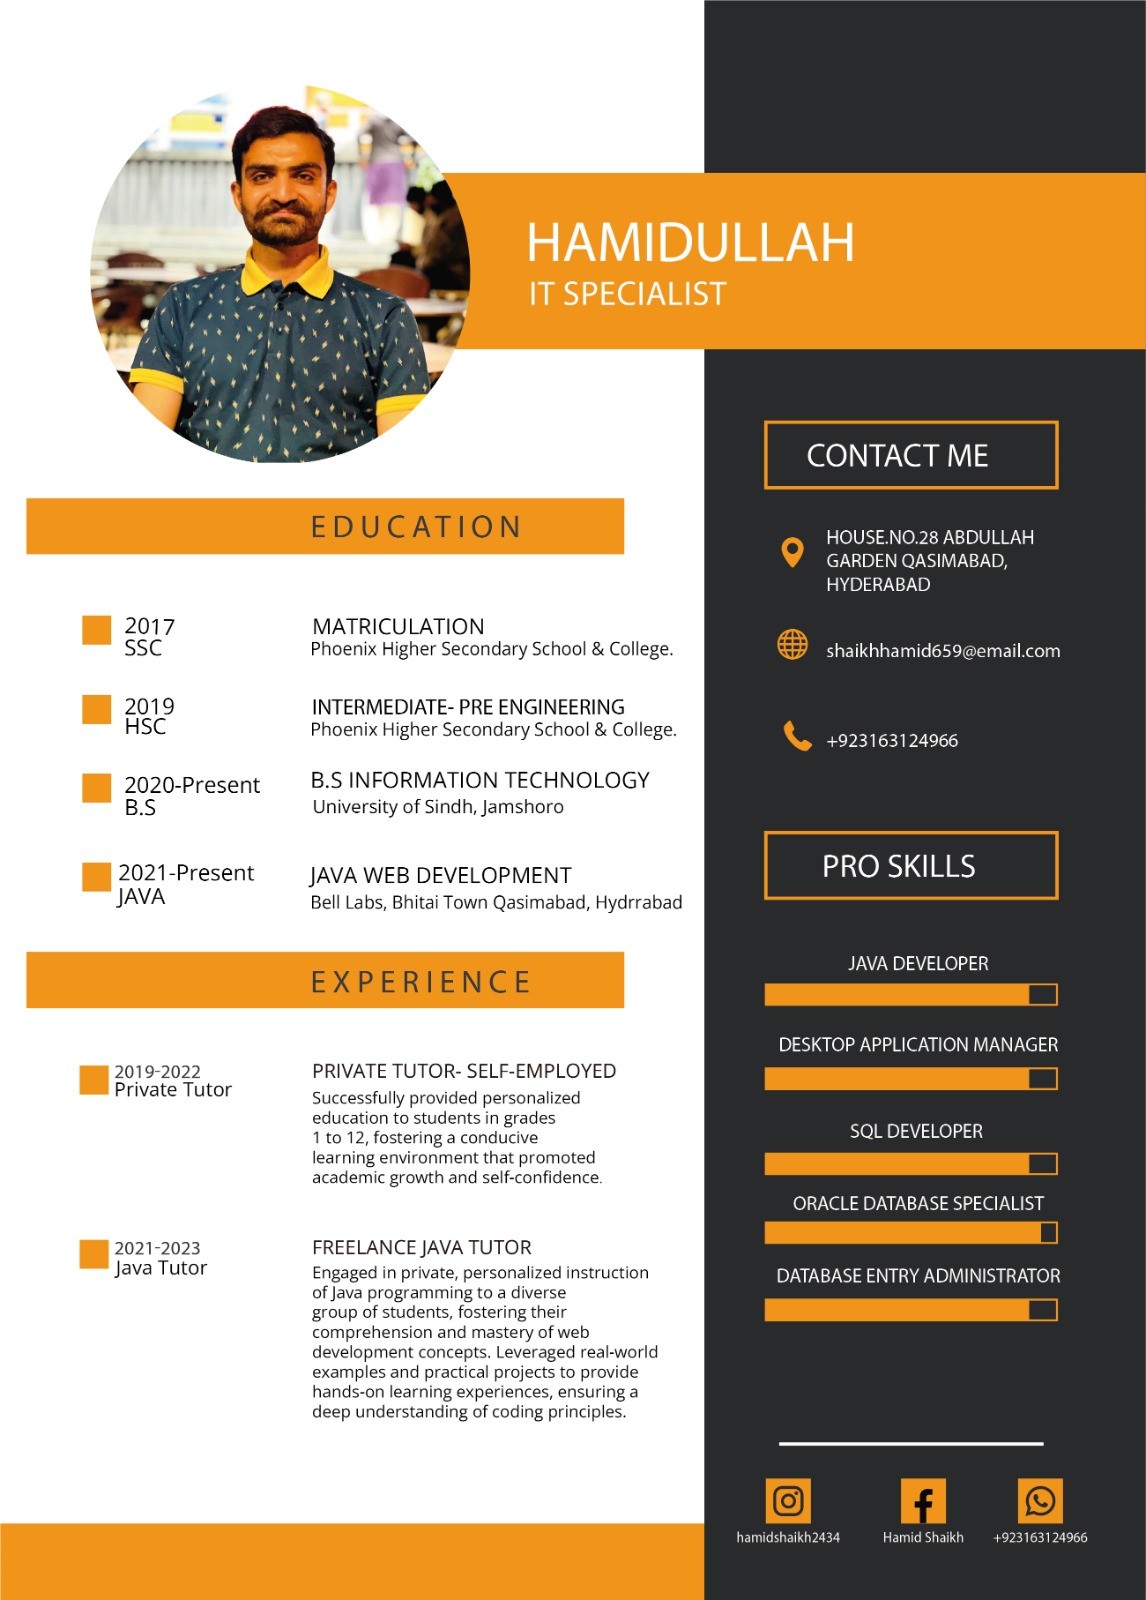 HAMIDULLAH
IT SPECIALIST
EDUCATION
2017
SSC
MATRICULATION
Phoenix Higher Secondary School & College.
2019
HSC
INTERMEDIATE- PRE ENGINEERING
Phoenix Higher Secondary School & College.
2020-Present
B.S
B.S INFORMATION TECHNOLOGY
University of Sindh, Jamshoro
2021-Present
JAVA
JAVA WEB DEVELOPMENT
Bell Labs, Bhitai Town Qasimabad, Hydrrabad
EXPERIENCE
2019-2022
Private Tutor
PRIVATE TUTOR- SELF-EMPLOYED
Successfully provided personalized
education to students in grades
1 to 12, fostering a conducive
learning environment that promoted
academic growth and self-confidence.
2021-2023
Java Tutor
FREELANCE JAVA TUTOR
Engaged in private, personalized instruction
of Java programming to a diverse
group of students, fostering their
comprehension and mastery of web
development concepts. Leveraged real-world
examples and practical projects to provide
hands-on learning experiences, ensuring a
deep understanding of coding principles.
CONTACT ME
HOUSE.NO.28 ABDULLAH
GARDEN QASIMABAD,
HYDERABAD
shaikhhamid659@email.com
+923163124966
PRO SKILLS
JAVA DEVELOPER
DESKTOP APPLICATION MANAGER
SQL DEVELOPER
ORACLE DATABASE SPECIALIST
DATABASE ENTRY ADMINISTRATOR
hamidshaikh2434
Hamid Shaikh
+923163124966